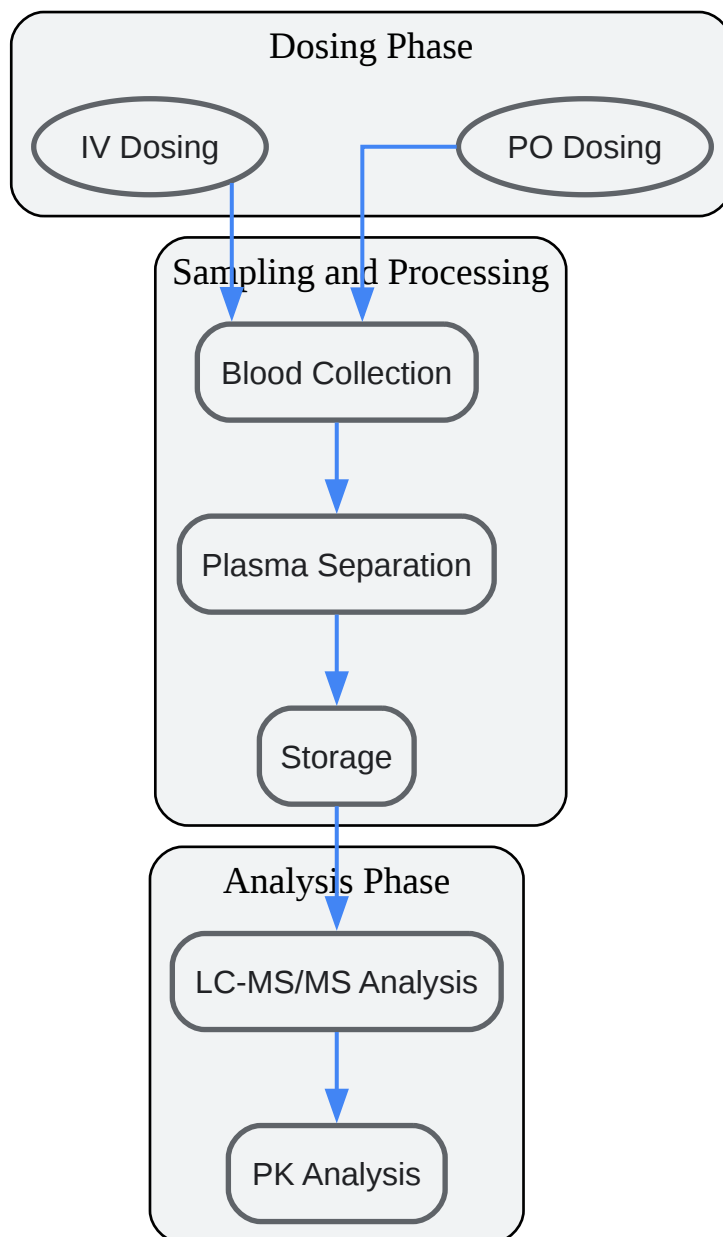 Dosing Phase
IV Dosing
PO Dosing
Sampling and Processing
Blood Collection
Plasma Separation
Storage
Analysis Phase
LC-MS/MS Analysis
PK Analysis